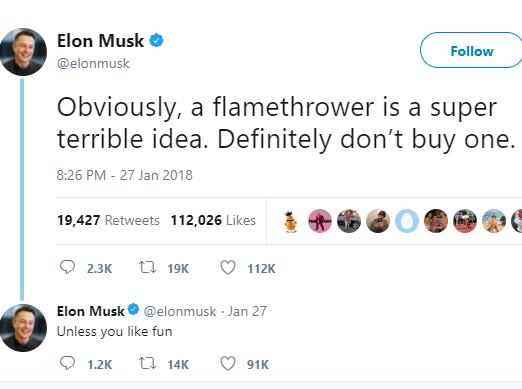 Elon Musk
@elonmusk
Follow
Obviously, a flamethrower is a super
terrible idea. Definitely don’t buy one.
8:26 PM - 27 Jan 2018
19,427 Retweets 112,026 Likes
2.3K 19K 112K
Elon Musk @elonmusk · Jan 27
Unless you like fun
1.2K 14K 91K